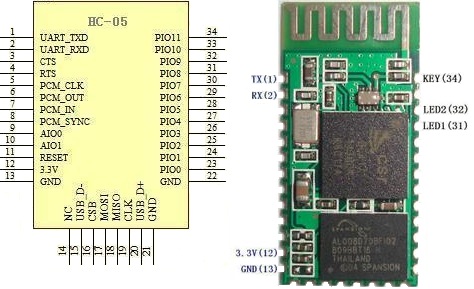 HC-05
1 UART_TXD PIO11 34
2 UART_RXD PIO10 33
3 CTS PIO9 32
4 RTS PIO8 31
5 PCM_CLK PIO7 30
6 PCM_OUT PIO6 29
7 PCM_IN PIO5 28
8 PCM_SYNC PIO4 27
9 AIO0 PIO3 26
10 AIO1 PIO2 25
11 RESET PIO1 24
12 3.3V PIO0 23
13 GND GND 22
NC USB_D- CSB MOSI MISO CLK USB_D+ GND
14 15 16 17 18 19 20 21
TX(1)
RX(2)
KEY(34)
LED2(32)
LED1(31)
3.3V(12)
GND(13)
SPANSION
THAILAND
04 SPANSION